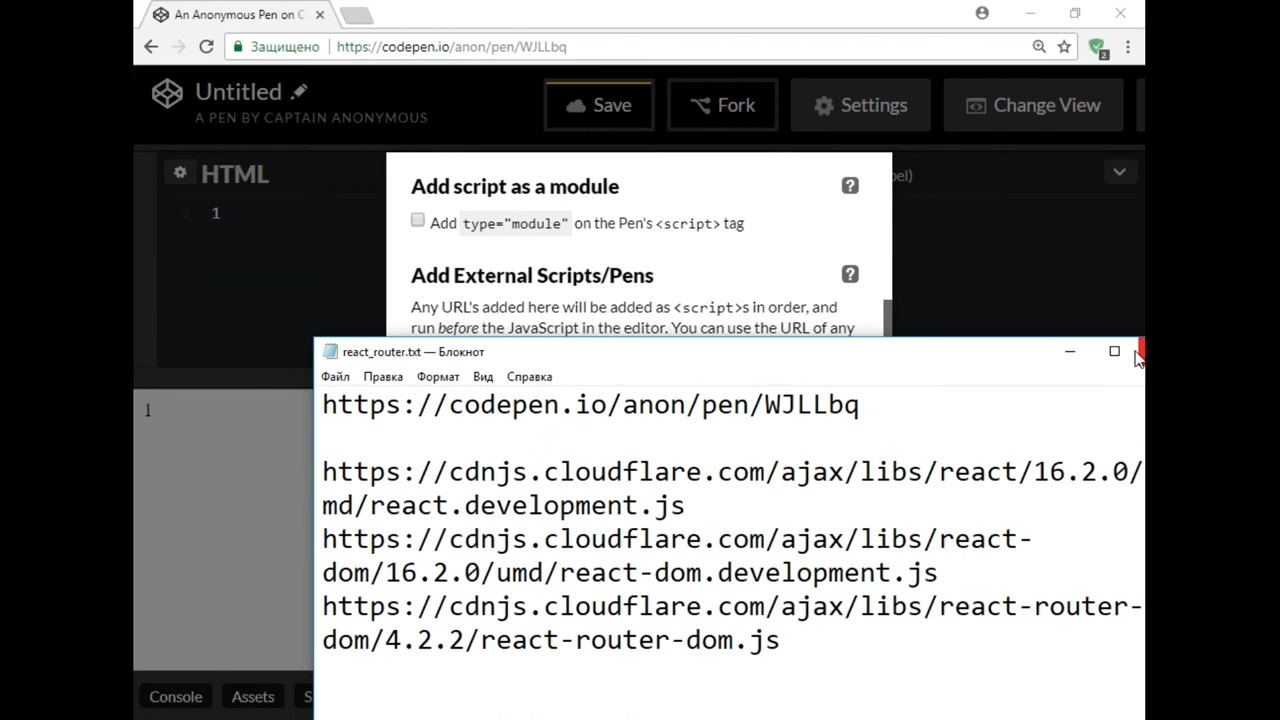 An Anonymous Pen on C
Защищено
https://codepen.io/anon/pen/WJLLbq
2
Untitled
A PEN BY CAPTAIN ANONYMOUS
Save
Fork
Settings
Change View
HTML
1
Add script as a module
?
Add type="module" on the Pen's <script> tag
Add External Scripts/Pens
?
Any URL's added here will be added as <script>s in order, and
run before the JavaScript in the editor. You can use the URL of any
react_router.txt — Блокнот
Файл Правка Формат Вид Справка
https://codepen.io/anon/pen/WJLLbq
https://cdnjs.cloudflare.com/ajax/libs/react/16.2.0/
md/react.development.js
https://cdnjs.cloudflare.com/ajax/libs/react-
dom/16.2.0/umd/react-dom.development.js
https://cdnjs.cloudflare.com/ajax/libs/react-router-
dom/4.2.2/react-router-dom.js
1
Console
Assets